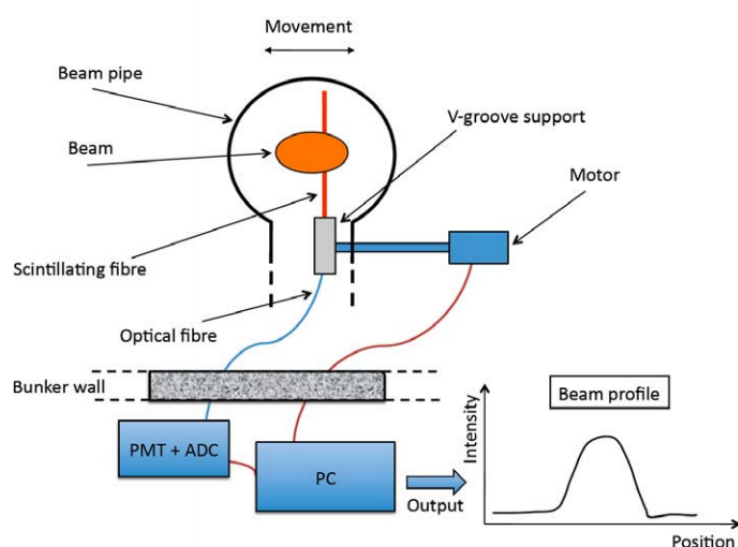 Movement
Beam pipe
V-groove support
Beam
Motor
Scintillating fibre
Optical fibre
Bunker wall
Beam profile
Intensity
PMT + ADC
PC
Output
Position